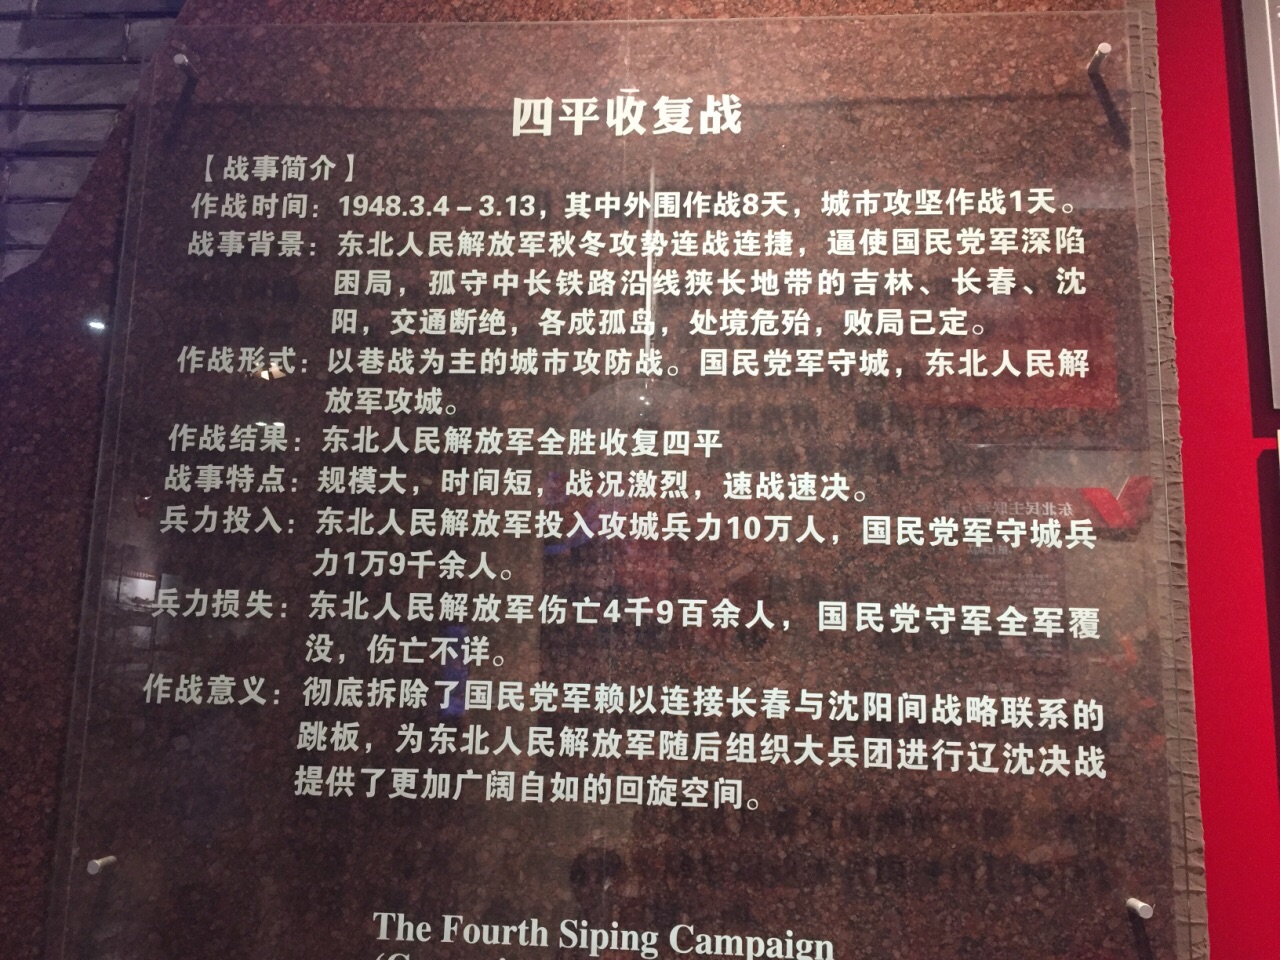 四平收复战
【战事简介】
作战时间：1948.3.4－3.13，其中外围作战8天，城市攻坚作战1天。
战事背景：东北人民解放军秋冬攻势连战连捷，逼使国民党军深陷
困局，孤守中长铁路沿线狭长地带的吉林、长春、沈
阳，交通断绝，各成孤岛，处境危殆，败局已定。
作战形式：以巷战为主的城市攻防战。国民党军守城，东北人民解
放军攻城。
作战结果：东北人民解放军全胜收复四平
战事特点：规模大，时间短，战况激烈，速战速决。
兵力投入：东北人民解放军投入攻城兵力10万人，国民党军守城兵
力1万9千余人。
兵力损失：东北人民解放军伤亡4千9百余人，国民党守军全军覆
没，伤亡不详。
作战意义：彻底拆除了国民党军赖以连接长春与沈阳间战略联系的
跳板，为东北人民解放军随后组织大兵团进行辽沈决战
提供了更加广阔自如的回旋空间。
The Fourth Siping Campaign